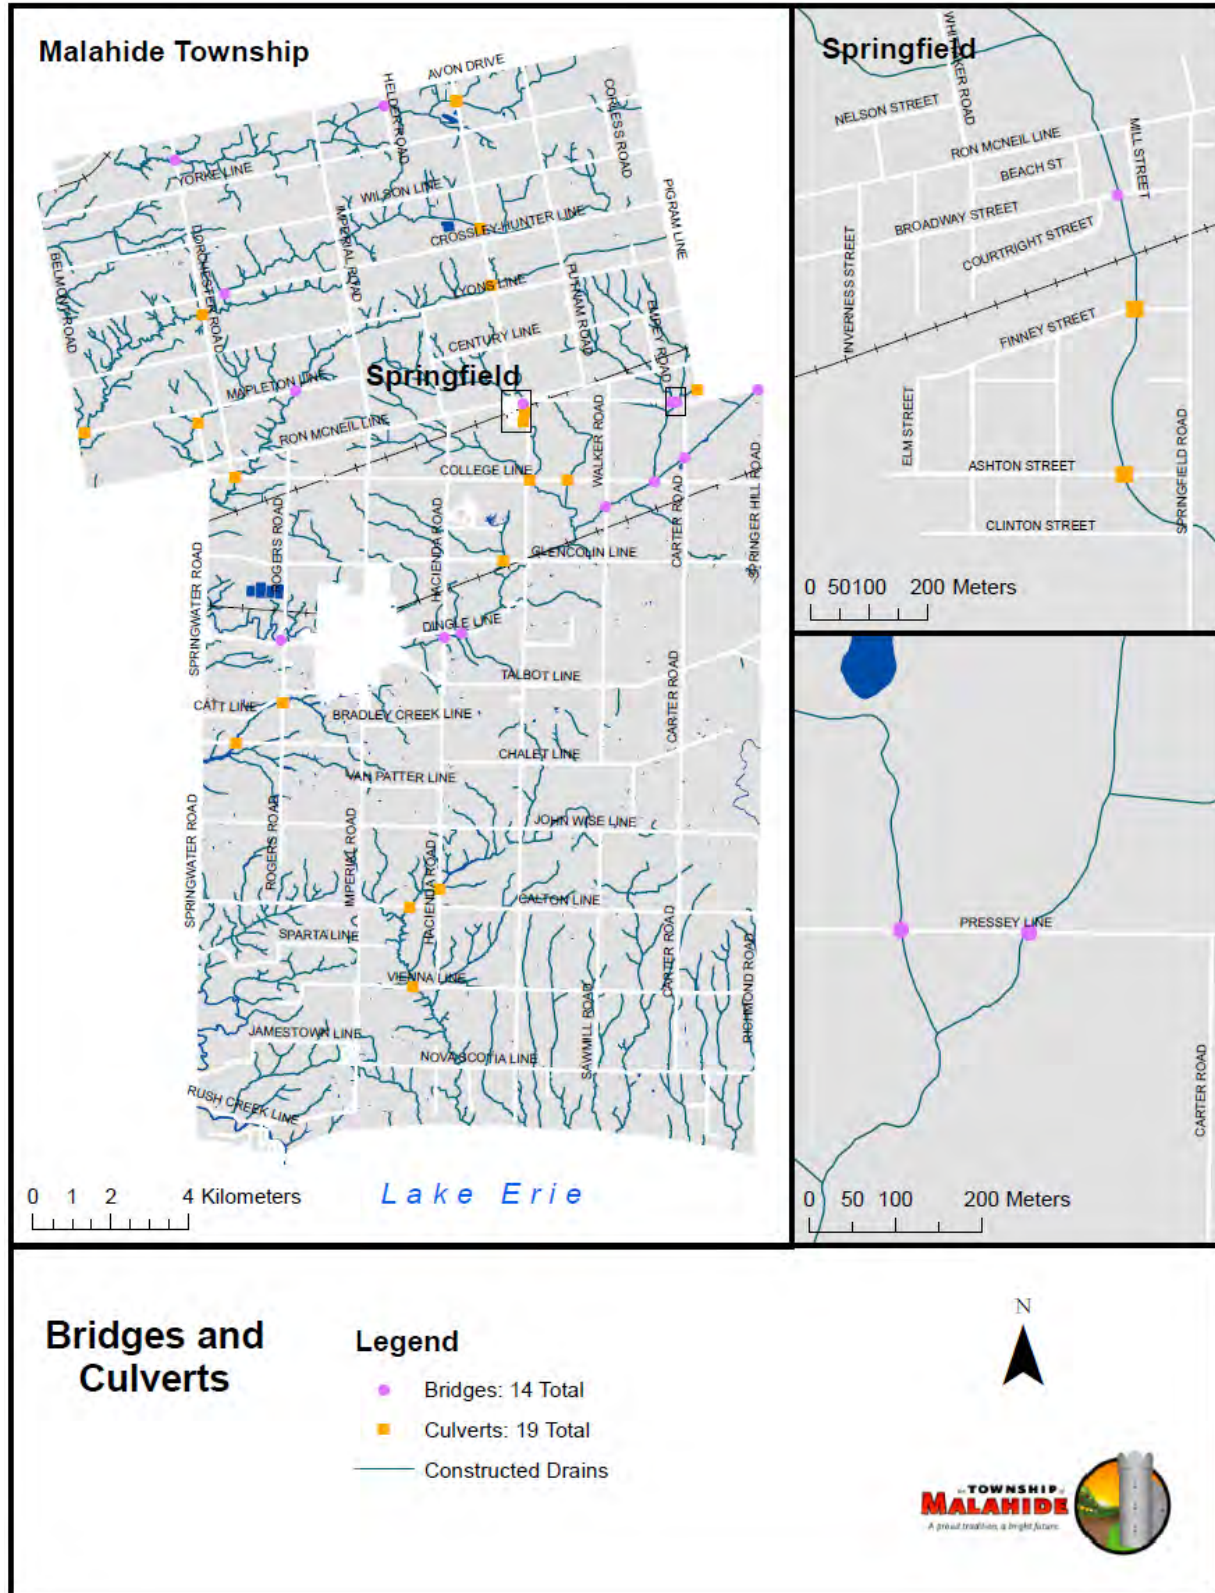 Malahide Township
AVON DRIVE
HELDER ROAD
CORLESS ROAD
YORKE LINE
WILSON LINE
PIGRAM LINE
IMPERIAL ROAD
CROSSLEY-HUNTER LINE
DORCHESTER ROAD
BELMONT ROAD
LYONS LINE
PUTNAM ROAD
EMPEY ROAD
CENTURY LINE
MAPLETON LINE
Springfield
RON MCNEIL LINE
WALKER ROAD
COLLEGE LINE
ROGERS ROAD
HACIENDA ROAD
CARTER ROAD
SPRINGER HILL ROAD
GLENCOLIN LINE
SPRINGWATER ROAD
DINGLE LINE
TALBOT LINE
CARTER ROAD
CATT LINE
BRADLEY CREEK LINE
CHALET LINE
VAN PATTER LINE
SPRINGWATER ROAD
ROGERS ROAD
IMPERIAL ROAD
JOHN WISE LINE
HACIENDA ROAD
CALTON LINE
SPARTA LINE
CARTER ROAD
RICHMOND ROAD
VIENNA LINE
SAWMILL ROAD
JAMESTOWN LINE
NOVA SCOTIA LINE
RUSH CREEK LINE
0 1 2 4 Kilometers
Lake Erie
Springfield
WHITTAKER ROAD
NELSON STREET
RON MCNEIL LINE
MILL STREET
BEACH ST
BROADWAY STREET
COURTRIGHT STREET
INVERNESS STREET
FINNEY STREET
ELM STREET
ASHTON STREET
SPRINGFIELD ROAD
CLINTON STREET
0 50100 200 Meters
PRESSEY LINE
CARTER ROAD
0 50 100 200 Meters
Bridges and
Culverts
Legend
Bridges: 14 Total
Culverts: 19 Total
Constructed Drains
N
TOWNSHIP
MALAHIDE
A proud tradition, a bright future.